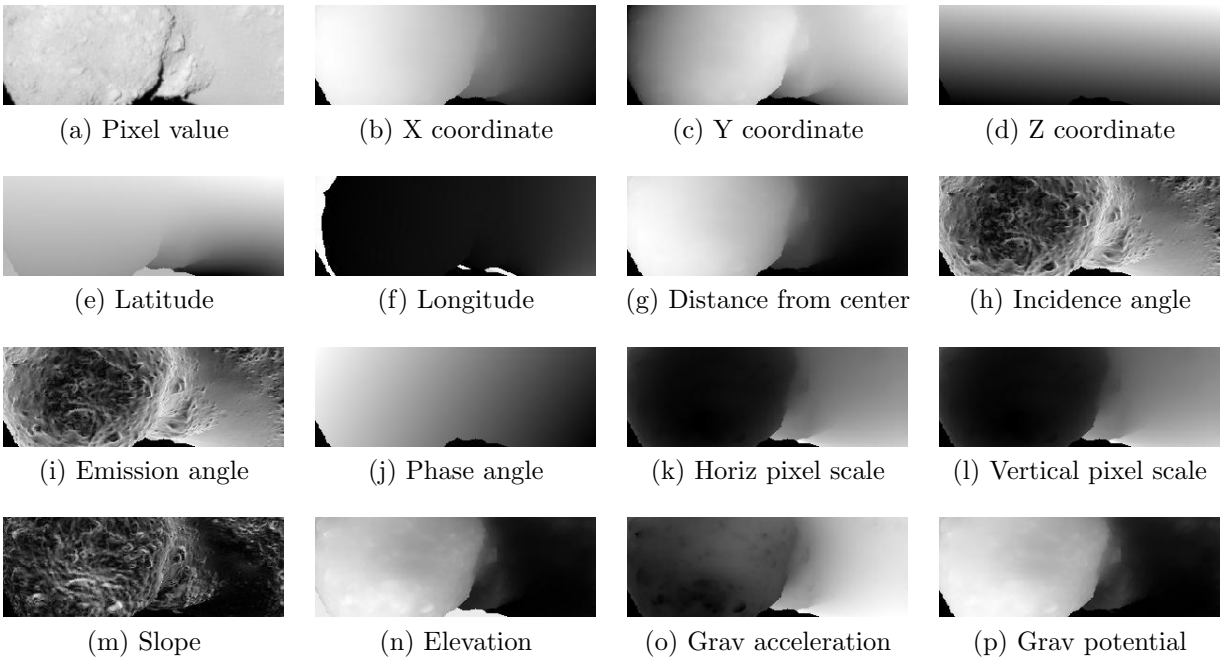 (a) Pixel value
(b) X coordinate
(c) Y coordinate
(d) Z coordinate
(e) Latitude
(f) Longitude
(g) Distance from center
(h) Incidence angle
(i) Emission angle
(j) Phase angle
(k) Horiz pixel scale
(l) Vertical pixel scale
(m) Slope
(n) Elevation
(o) Grav acceleration
(p) Grav potential